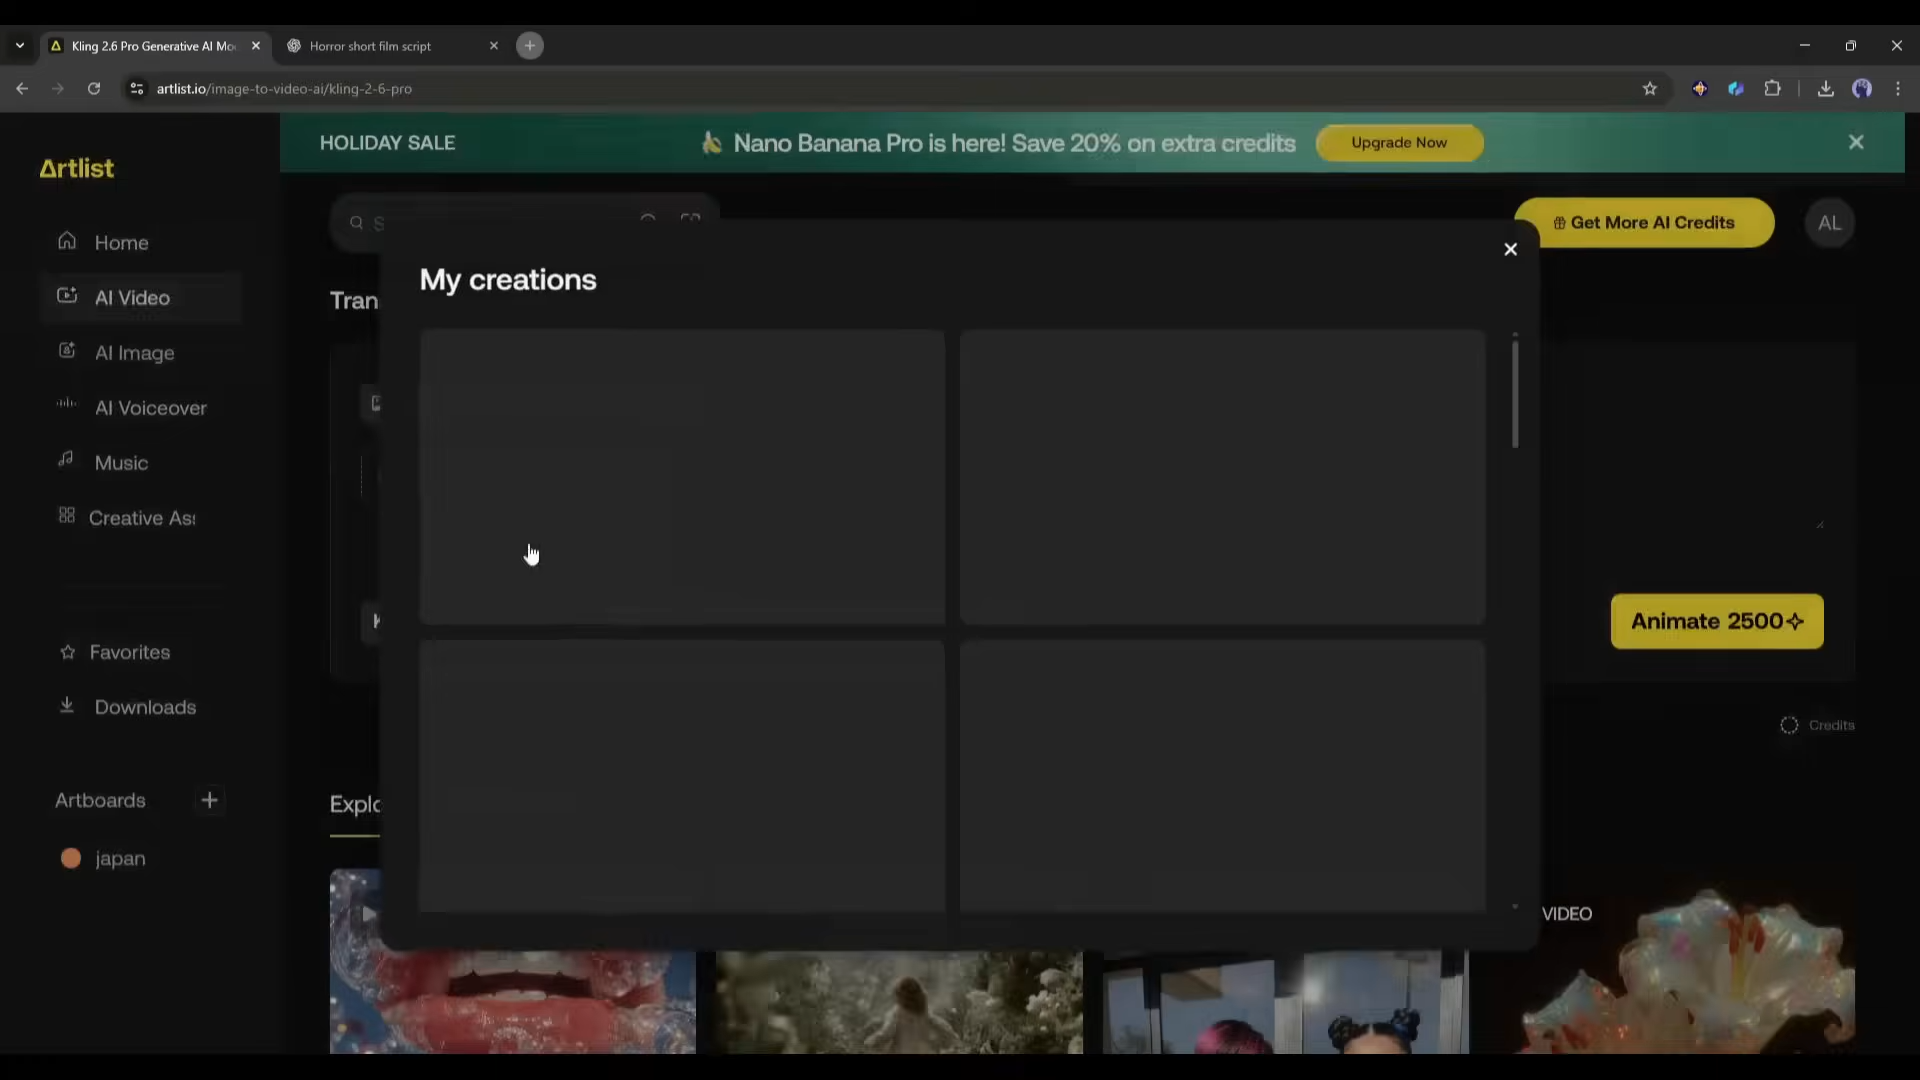 Kling 2.6 Pro Generative AI Mo
Horror short film script
artlist.io/image-to-video-ai/kling-2-6-pro
HOLIDAY SALE
Nano Banana Pro is here! Save 20% on extra credits
Upgrade Now
Artlist
Get More AI Credits
AL
Home
My creations
AI Video
Tran
AI Image
AI Voiceover
Music
Creative Ass
Animate 2500
Favorites
Downloads
Credits
Artboards
Explo
japan
VIDEO